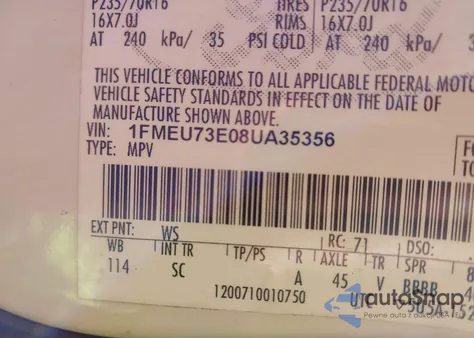 P235/70R16 TIRES P235/70R16
16X7.0J RIMS 16X7.0J
AT 240 kPa/ 35 PSI COLD AT 240 kPa/
THIS VEHICLE CONFORMS TO ALL APPLICABLE FEDERAL MOTO
VEHICLE SAFETY STANDARDS IN EFFECT ON THE DATE OF
MANUFACTURE SHOWN ABOVE.
VIN: 1FMEU73E08UA35356
TYPE: MPV
EXT PNT: WS RC: 71 DSO:
WB INT TR TP/PS R AXLE TR SPR
114 SC A 45 V BBBB
1200710010750 UTC
autoSnap